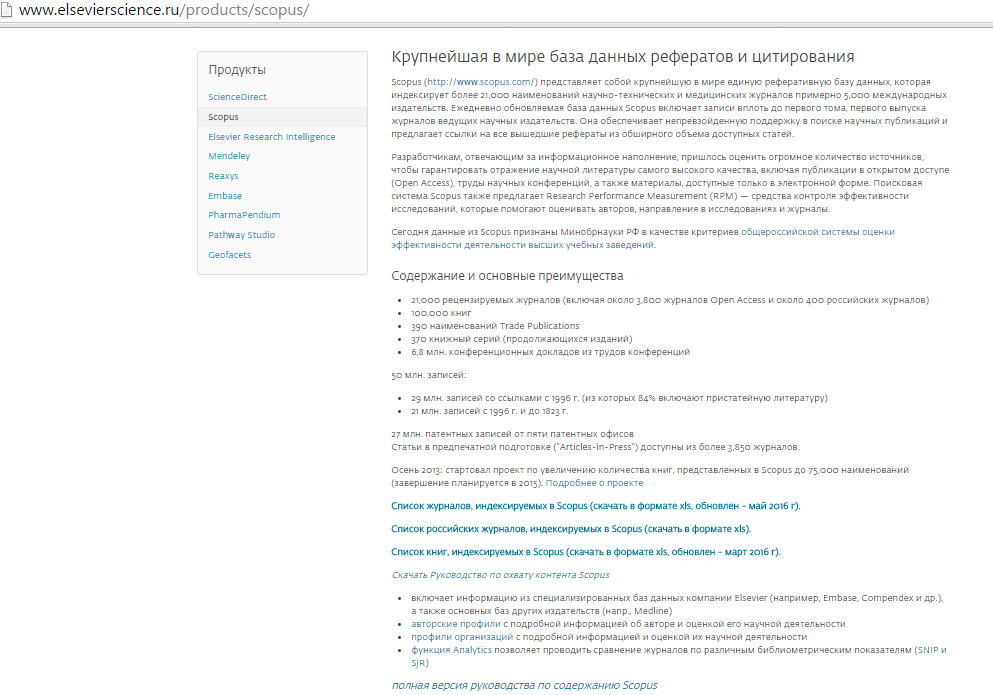 www.elsevierscience.ru/products/scopus/
Продукты
ScienceDirect
Scopus
Elsevier Research Intelligence
Mendeley
Reaxys
Embase
PharmaPendium
Pathway Studio
Geofacets
Крупнейшая в мире база данных рефератов и цитирования
Scopus (http://www.scopus.com/) представляет собой крупнейшую в мире единую реферативную базу данных, которая
индексирует более 21,000 наименований научно-технических и медицинских журналов примерно 5,000 международных
издательств. Ежедневно обновляемая база данных Scopus включает записи вплоть до первого тома, первого выпуска
журналов ведущих научных издательств. Она обеспечивает непревзойденную поддержку в поиске научных публикаций и
предлагает ссылки на все вышедшие рефераты из обширного объема доступных статей.
Разработчикам, отвечающим за информационное наполнение, пришлось оценить огромное количество источников,
чтобы гарантировать отражение научной литературы самого высокого качества, включая публикации в открытом доступе
(Open Access), труды научных конференций, а также материалы, доступные только в электронной форме. Поисковая
система Scopus также предлагает Research Performance Measurement (RPM) — средства контроля эффективности
исследований, которые помогают оценивать авторов, направления в исследованиях и журналы.
Сегодня данные из Scopus признаны Минобрнауки РФ в качестве критериев общероссийской системы оценки
эффективности деятельности высших учебных заведений.
Содержание и основные преимущества
• 21,000 рецензируемых журналов (включая около 3,800 журналов Open Access и около 400 российских журналов)
• 100,000 книг
• 390 наименований Trade Publications
• 370 книжный серий (продолжающихся изданий)
• 6,8 млн. конференционных докладов из трудов конференций
50 млн. записей:
• 29 млн. записей со ссылками с 1996 г. (из которых 84% включают пристатейную литературу)
• 21 млн. записей с 1996 г. и до 1823 г.
27 млн. патентных записей от пяти патентных офисов
Статьи в предпечатной подготовке ("Articles-in-Press") доступны из более 3,850 журналов.
Осень 2013: стартовал проект по увеличению количества книг, представленных в Scopus до 75,000 наименований
(завершение планируется в 2015). Подробнее о проекте
Список журналов, индексируемых в Scopus (скачать в формате xls, обновлен - май 2016 г).
Список российских журналов, индексируемых в Scopus (скачать в формате xls).
Список книг, индексируемых в Scopus (скачать в формате xls, обновлен - март 2016 г).
Скачать Руководство по охвату контента Scopus
• включает информацию из специализированных баз данных компании Elsevier (например, Embase, Compendex и др.),
а также основных баз других издательств (напр., Medline)
• авторские профили с подробной информацией об авторе и оценкой его научной деятельности
• профили организаций с подробной информацией и оценкой их научной деятельности
• функция Analytics позволяет проводить сравнение журналов по различным библиометрическим показателям (SNIP и
SJR)
полная версия руководства по содержанию Scopus